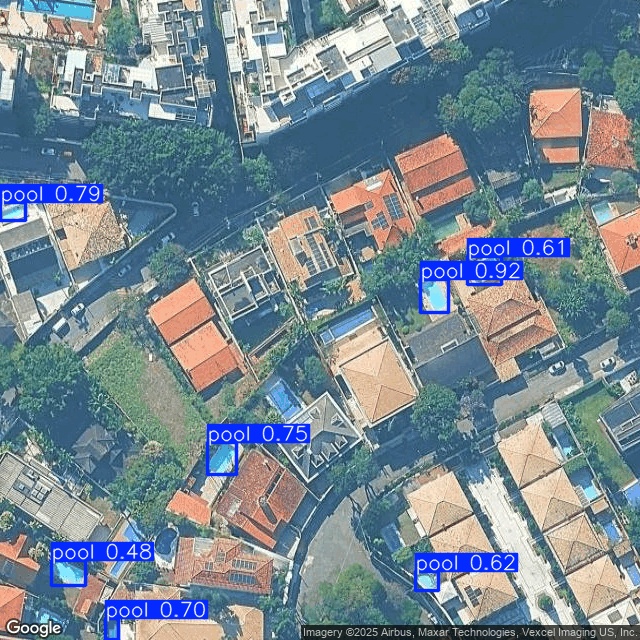 pool 0.79
pool 0.61
pool 0.92
pool 0.75
pool 0.48
pool 0.62
pool 0.70
Google
Imagery ©2025 Airbus, Maxar Technologies, Vexcel Imaging US, Inc